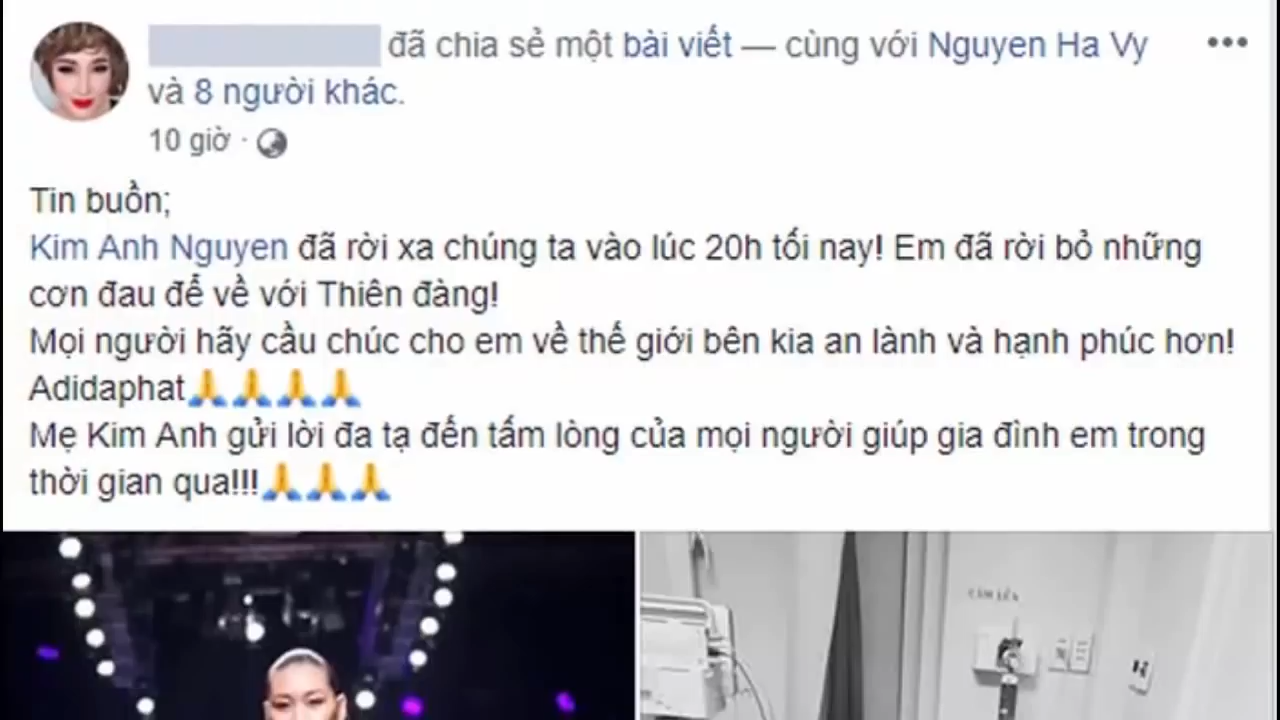 đã chia sẻ một bài viết — cùng với Nguyen Ha Vy
và 8 người khác.
10 giờ ·
Tin buồn;
Kim Anh Nguyen đã rời xa chúng ta vào lúc 20h tối nay! Em đã rời bỏ những
cơn đau để về với Thiên đàng!
Mọi người hãy cầu chúc cho em về thế giới bên kia an lành và hạnh phúc hơn!
Adidaphat🙏🙏🙏🙏
Mẹ Kim Anh gửi lời đa tạ đến tấm lòng của mọi người giúp gia đình em trong
thời gian qua!!!🙏🙏🙏